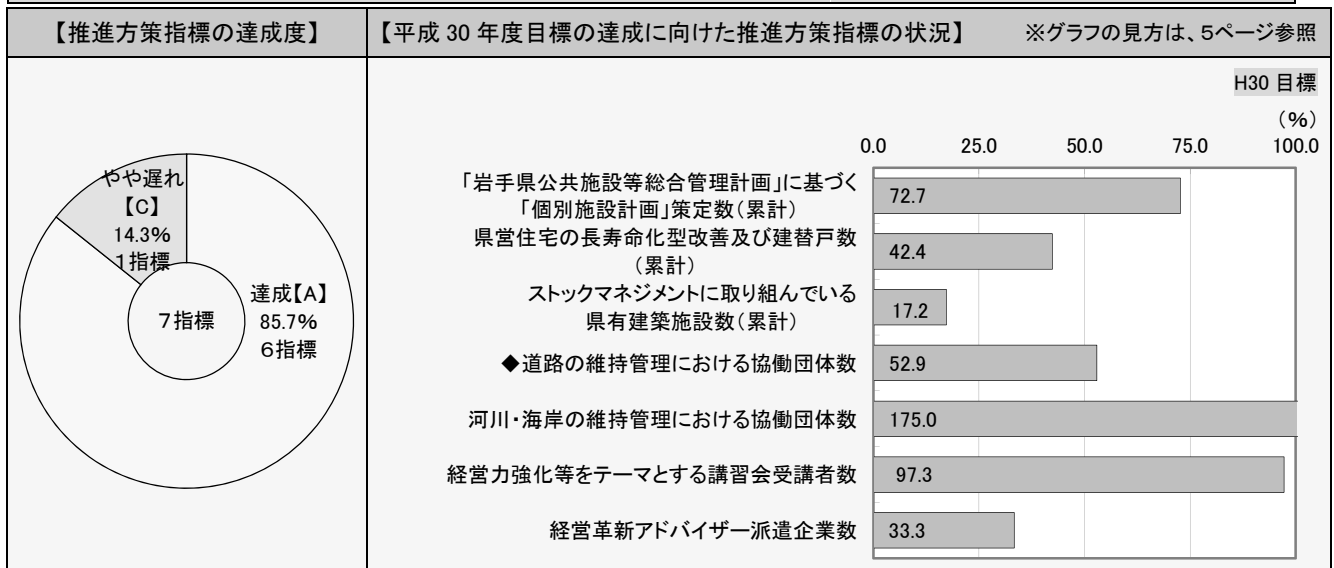 【推進方策指標の達成度】
【平成 30 年度目標の達成に向けた推進方策指標の状況】 ※グラフの見方は、5ページ参照
やや遅れ
【C】
14.3%
1指標
7指標
達成【A】
85.7%
6指標
H30 目標
(%)
0.0 25.0 50.0 75.0 100.0
「岩手県公共施設等総合管理計画」に基づく
「個別施設計画」策定数(累計)
72.7
県営住宅の長寿命化型改善及び建替戸数
(累計)
42.4
ストックマネジメントに取り組んでいる
県有建築施設数(累計)
17.2
◆道路の維持管理における協働団体数
52.9
河川・海岸の維持管理における協働団体数
175.0
経営力強化等をテーマとする講習会受講者数
97.3
経営革新アドバイザー派遣企業数
33.3